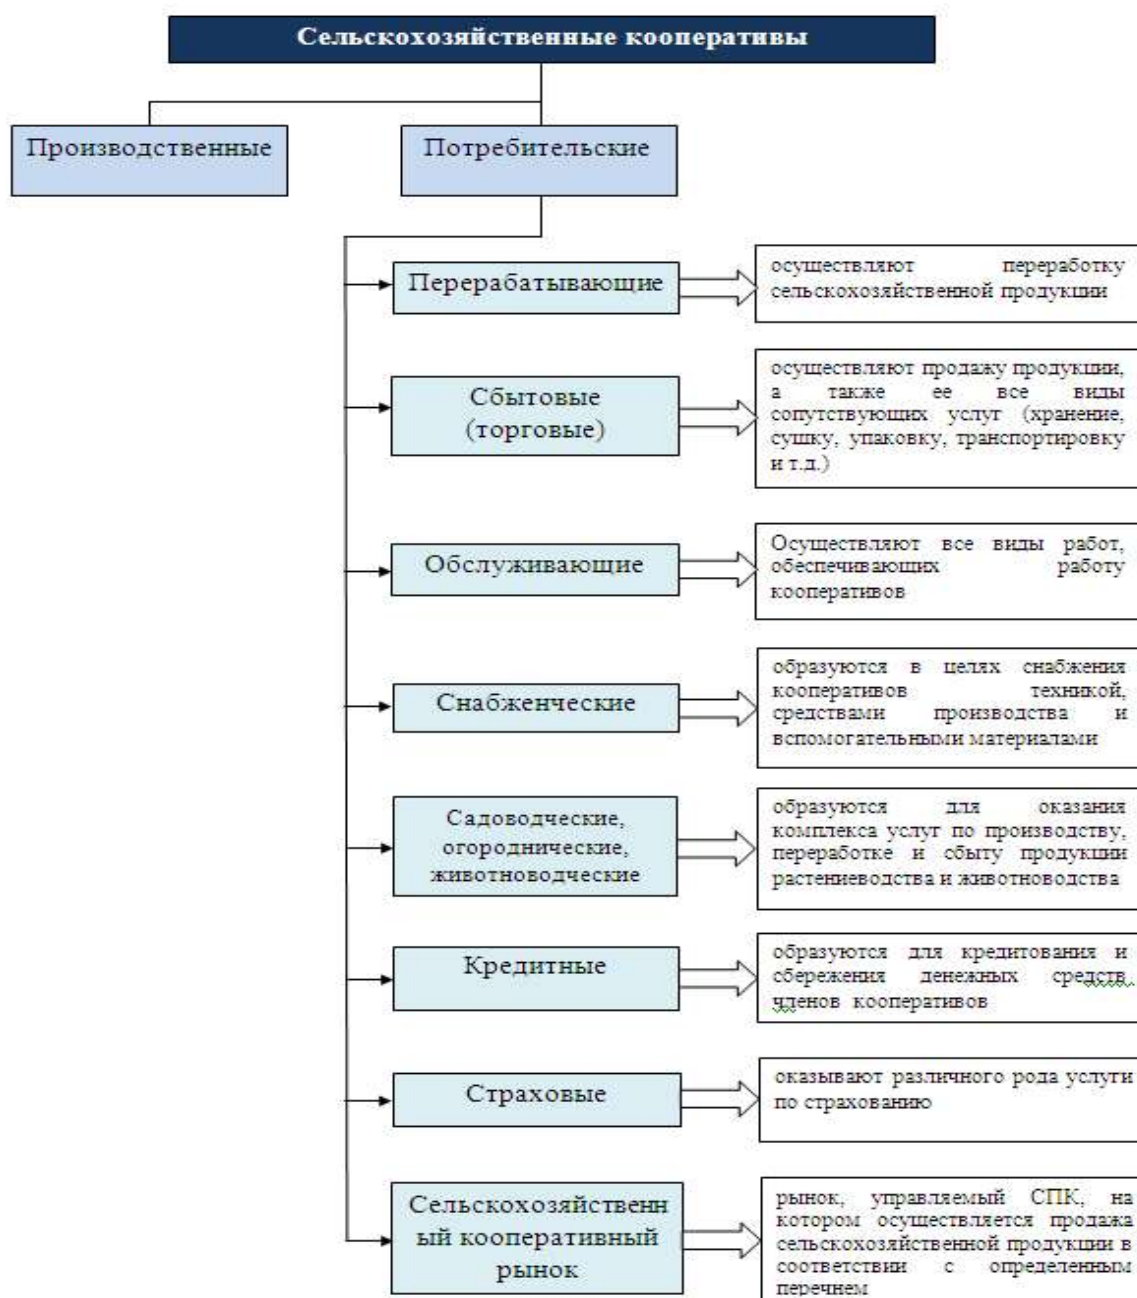 Сельскохозяйственные кооперативы
Производственные
Потребительские
Перерабатывающие
осуществляют переработку
сельскохозяйственной продукции
Сбытовые
(торговые)
осуществляют продажу продукции,
а также ее все виды
сопутствующих услуг (хранение,
сушку, упаковку, транспортировку
и т.д.)
Обслуживающие
Осуществляют все виды работ,
обеспечивающих работу
кооперативов
Снабженческие
образуются в целях снабжения
кооперативов техникой,
средствами производства и
вспомогательными материалами
Садоводческие,
огороднические,
животноводческие
образуются для оказания
комплекса услуг по производству,
переработке и сбыту продукции
растениеводства и животноводства
Кредитные
образуются для кредитования и
сбережения денежных средств
членов кооперативов
Страховые
оказывают различного рода услуги
по страхованию
Сельскохозяйственн
ый кооперативный
рынок
рынок, управляемый СПК, на
котором осуществляется продажа
сельскохозяйственной продукции в
соответствии с определенным
перечнем